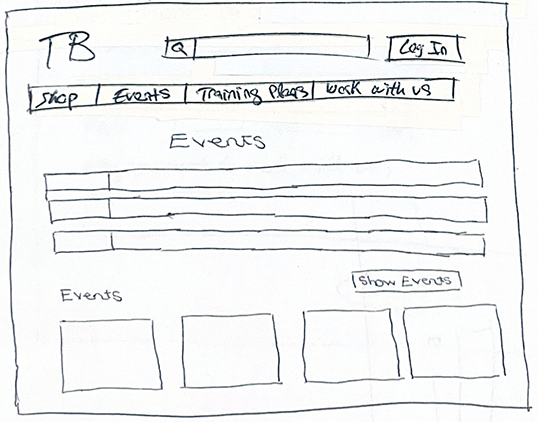 TB
Q
Log In
Shop
Events
Training Plans
Work with us
Events
Show Events
Events